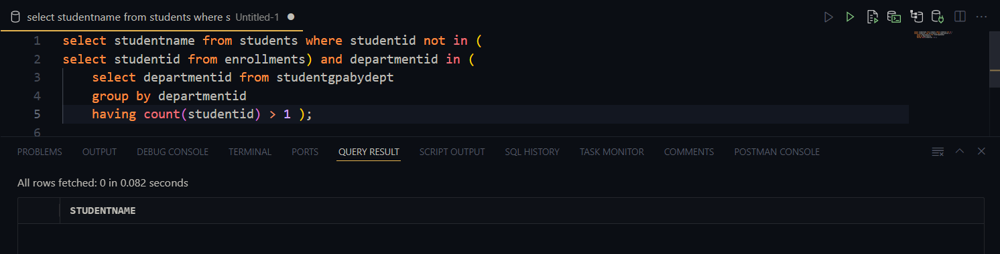 select studentname from students where s Untitled-1
1 select studentname from students where studentid not in (
2 select studentid from enrollments) and departmentid in (
3 select departmentid from studentgpabydept
4 group by departmentid
5 having count(studentid) > 1 );
6
PROBLEMS OUTPUT DEBUG CONSOLE TERMINAL PORTS QUERY RESULT SCRIPT OUTPUT SQL HISTORY TASK MONITOR COMMENTS POSTMAN CONSOLE
All rows fetched: 0 in 0.082 seconds
STUDENTNAME